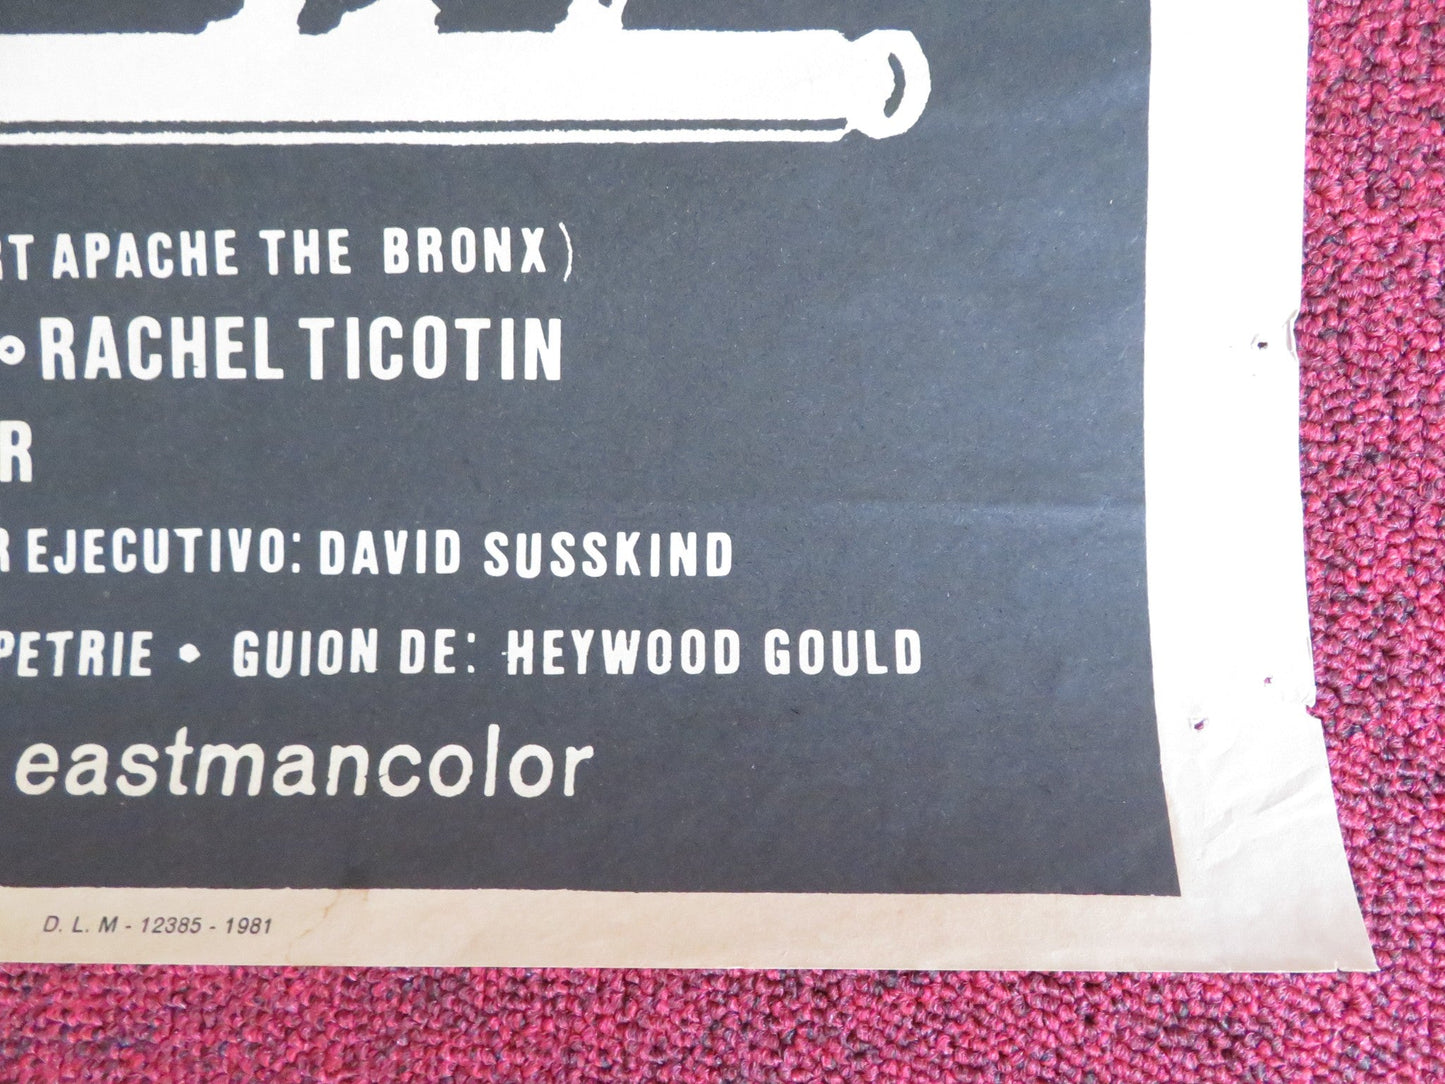 RT APACHE THE BRONX)
• RACHEL TICOTIN
R
R EJECUTIVO: DAVID SUSSKIND
PETRIE • GUION DE: HEYWOOD GOULD
eastmancolor
D. L. M - 12385 - 1981